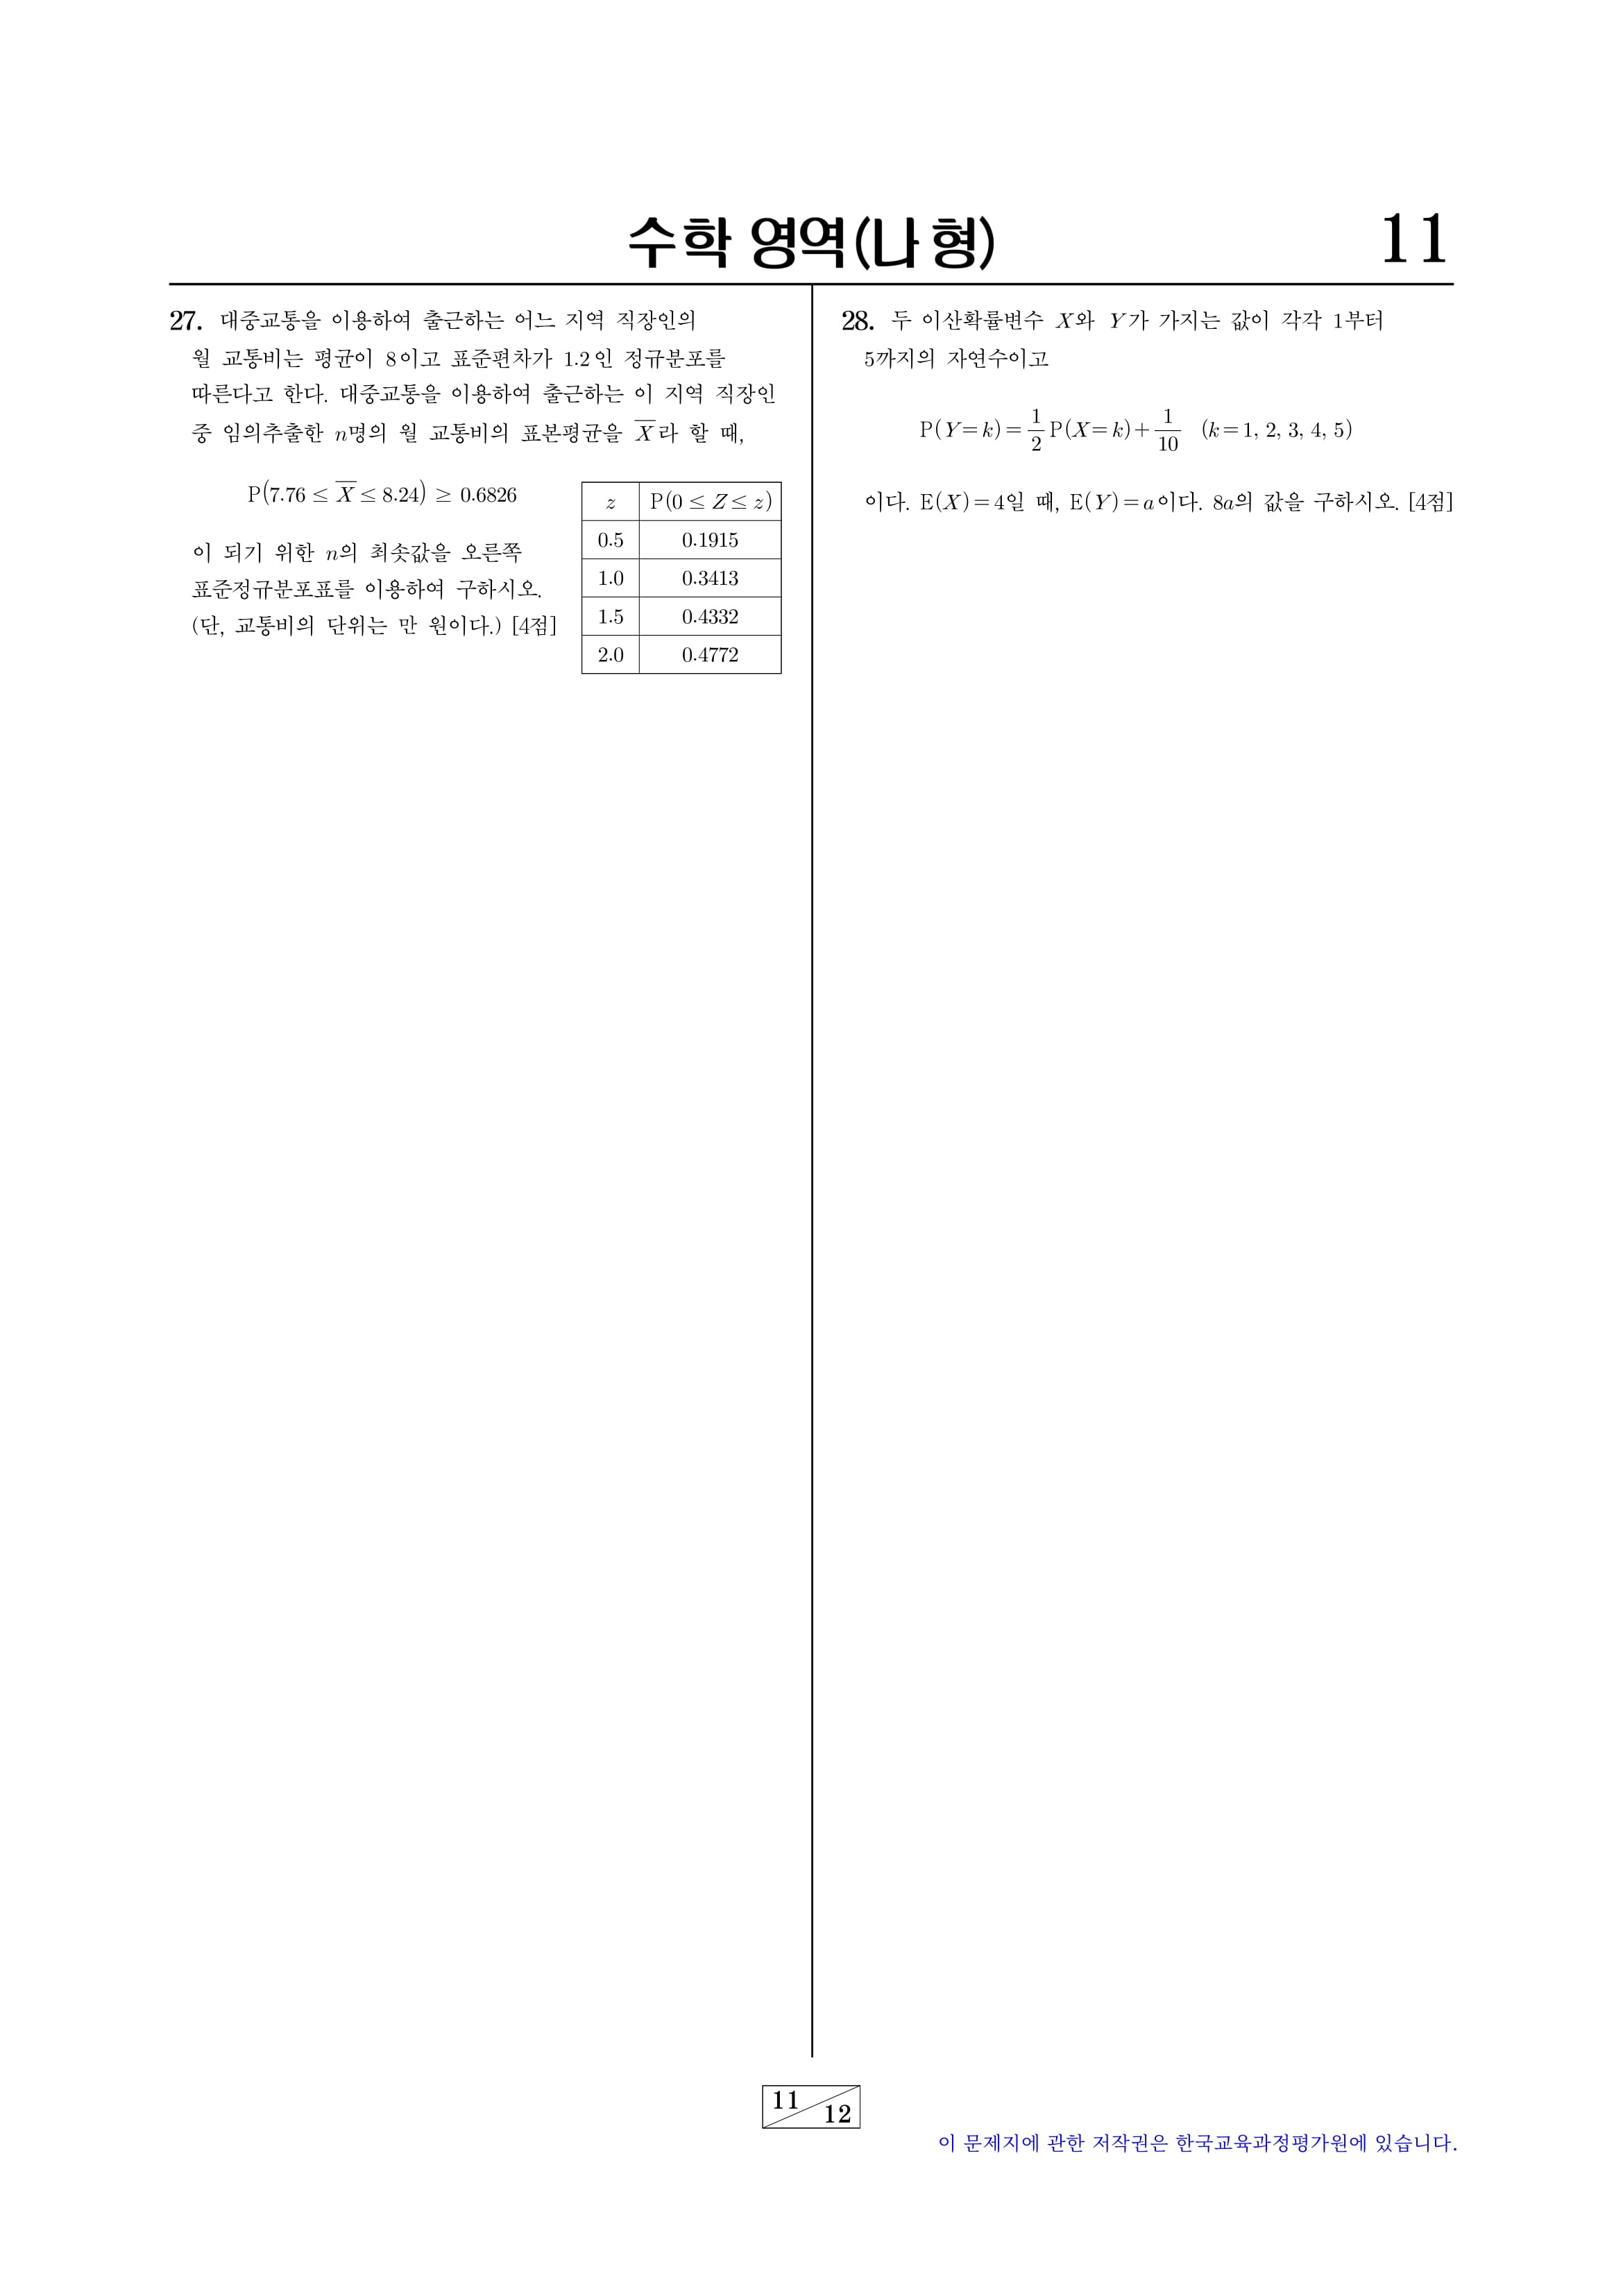 수학 영역(나 형)
11
27. 대중교통을 이용하여 출근하는 어느 지역 직장인의
월 교통비는 평균이 8이고 표준편차가 1.2인 정규분포를
따른다고 한다. 대중교통을 이용하여 출근하는 이 지역 직장인
중 임의추출한 n명의 월 교통비의 표본평균을 X̄라 할 때,
P(7.76 ≤ X̄ ≤ 8.24) ≥ 0.6826
이 되기 위한 n의 최솟값을 오른쪽
표준정규분포표를 이용하여 구하시오.
(단, 교통비의 단위는 만 원이다.) [4점]
z P(0 ≤ Z ≤ z)
0.5 0.1915
1.0 0.3413
1.5 0.4332
2.0 0.4772
28. 두 이산확률변수 X와 Y가 가지는 값이 각각 1부터
5까지의 자연수이고
P(Y=k)=1/2 P(X=k)+1/10 (k=1, 2, 3, 4, 5)
이다. E(X)=4일 때, E(Y)=a이다. 8a의 값을 구하시오. [4점]
11
12
이 문제지에 관한 저작권은 한국교육과정평가원에 있습니다.